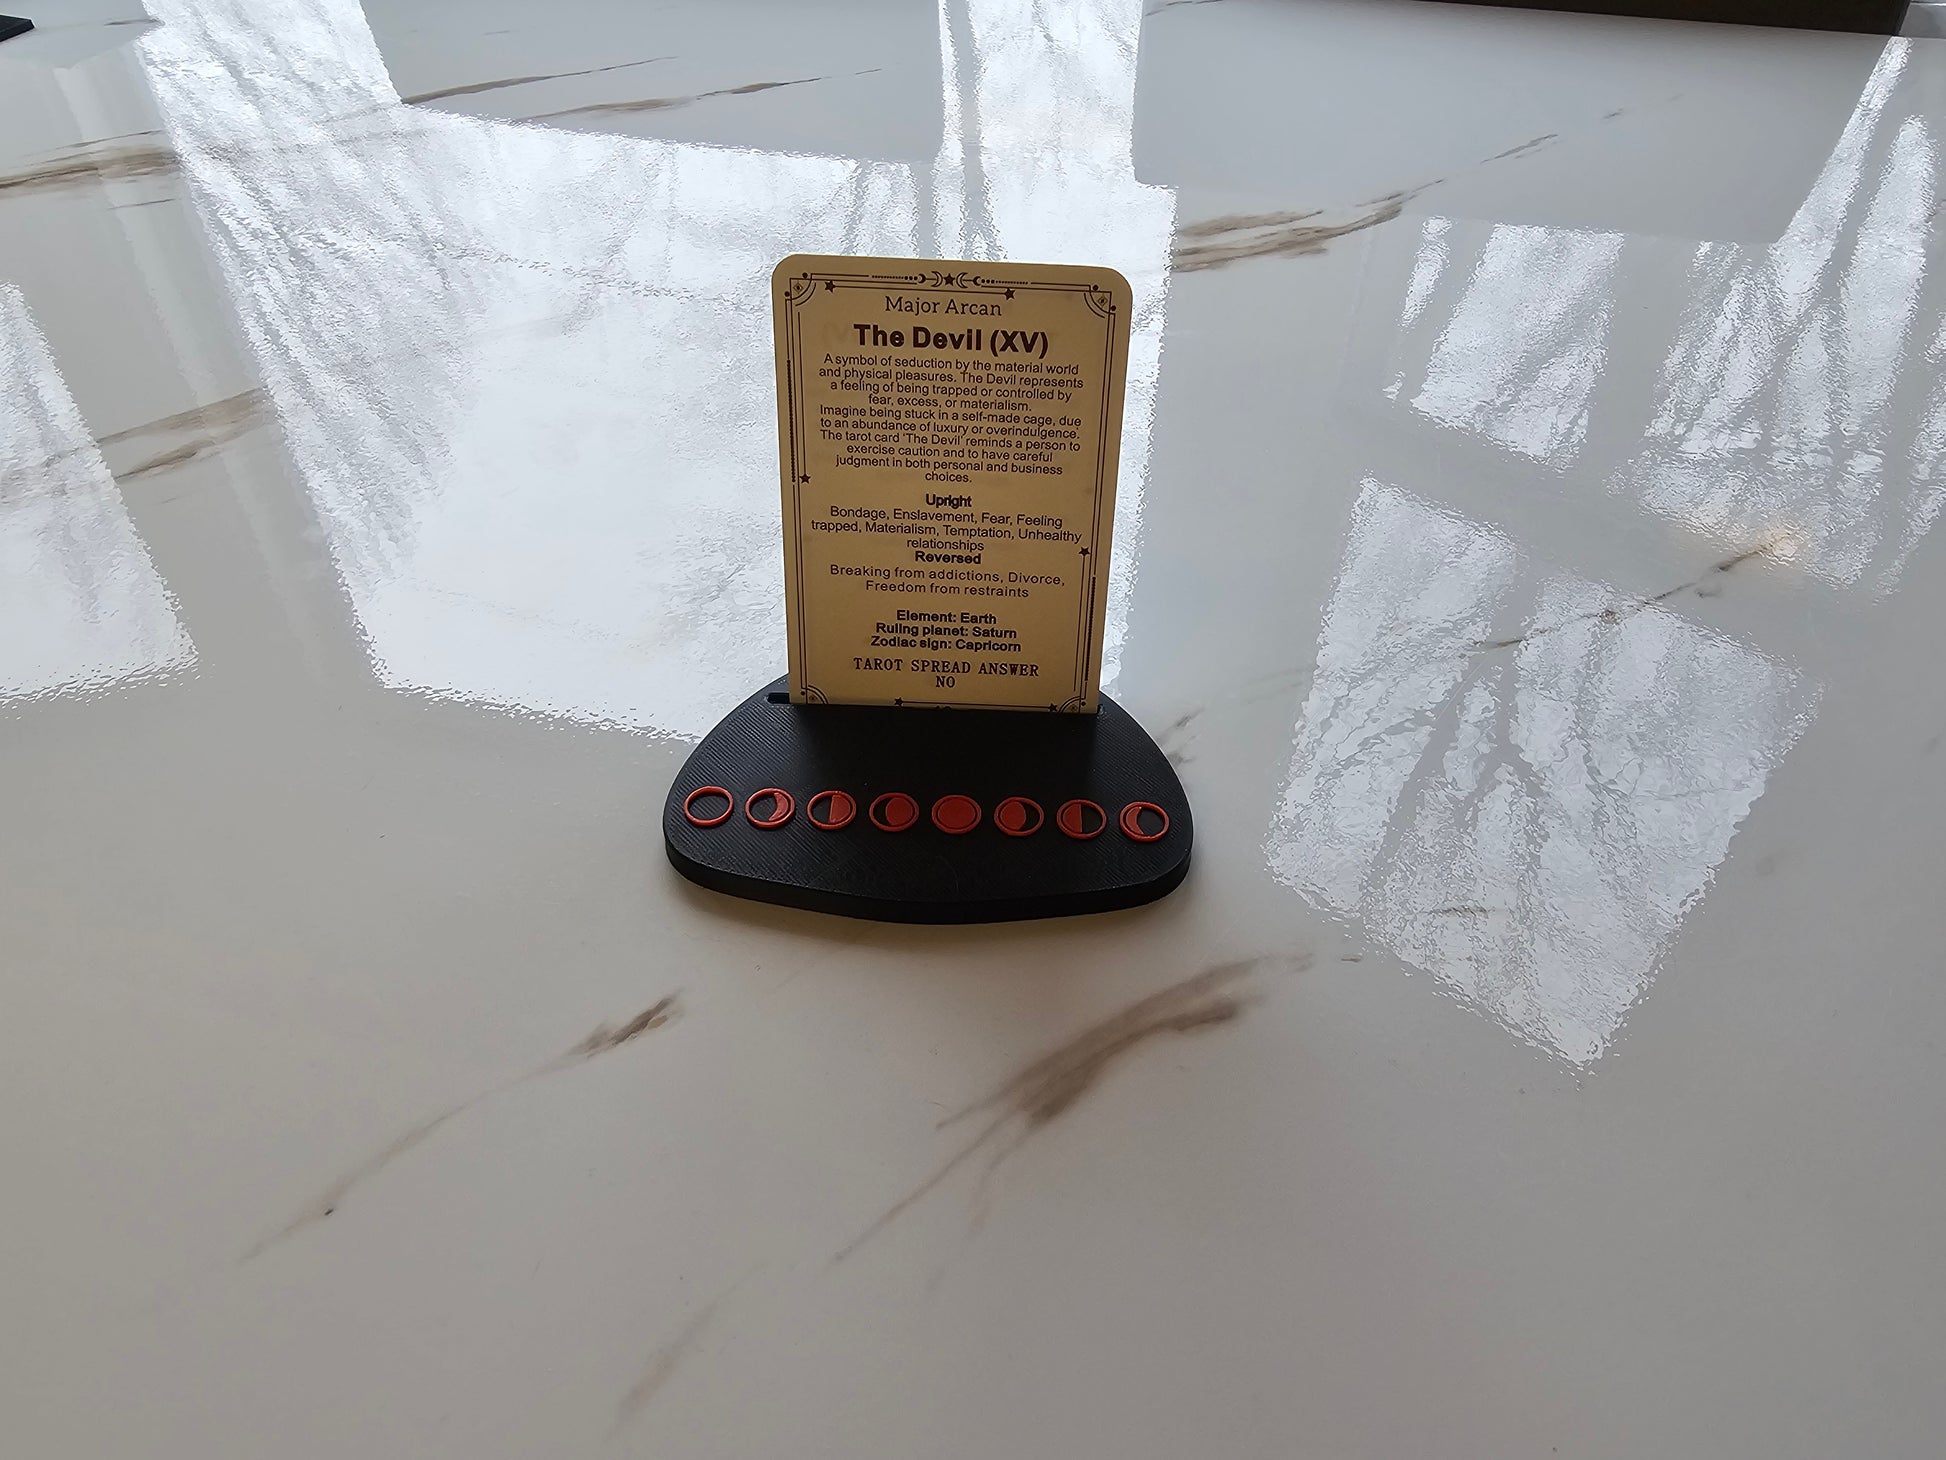 Major Arcan
The Devil (XV)
A symbol of seduction by the material world
and physical pleasures. The Devil represents
a feeling of being trapped or controlled by
fear, excess, or materialism.
Imagine being stuck in a self-made cage, due
to an abundance of luxury or overindulgence.
The tarot card 'The Devil' reminds a person to
exercise caution and to have careful
judgment in both personal and business
choices.
Upright
Bondage, Enslavement, Fear, Feeling
trapped, Materialism, Temptation, Unhealthy
relationships
Reversed
Breaking from addictions, Divorce,
Freedom from restraints
Element: Earth
Ruling planet: Saturn
Zodiac sign: Capricorn
TAROT SPREAD ANSWER
NO